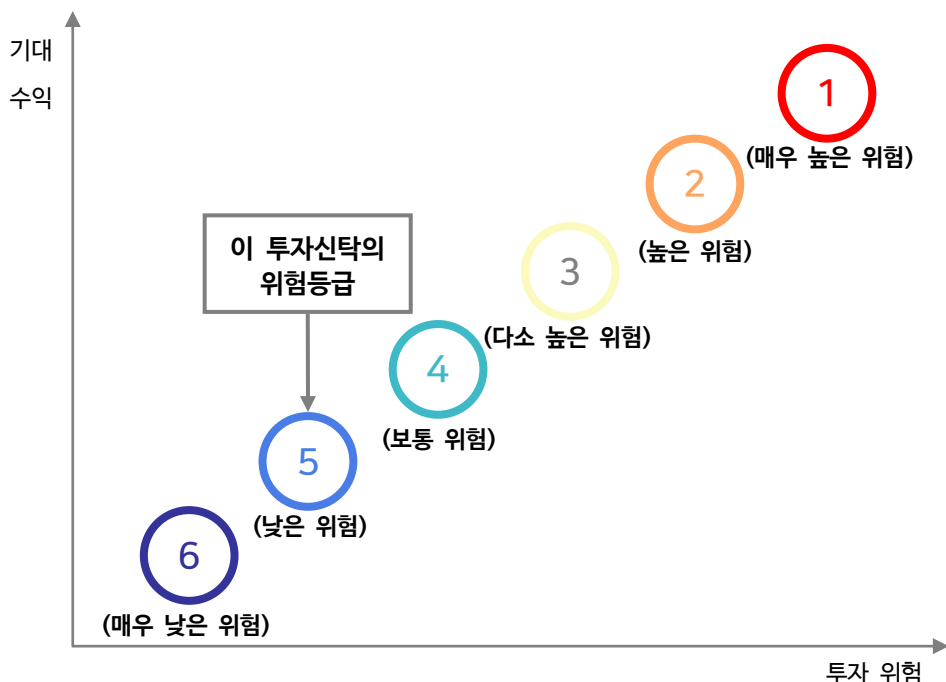 기대
수익
1
(매우 높은 위험)
2
(높은 위험)
이 투자신탁의
위험등급
3
(다소 높은 위험)
4
(보통 위험)
5
(낮은 위험)
6
(매우 낮은 위험)
투자 위험